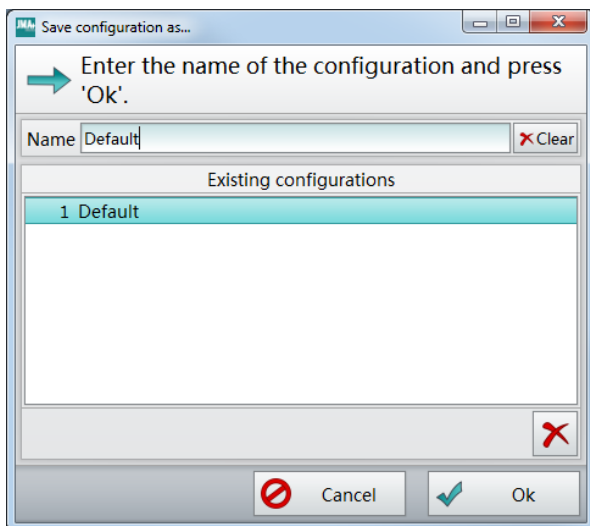 JMA
Save configuration as...
Enter the name of the configuration and press
'Ok'.
Name Default Clear
Existing configurations
1 Default
Cancel Ok